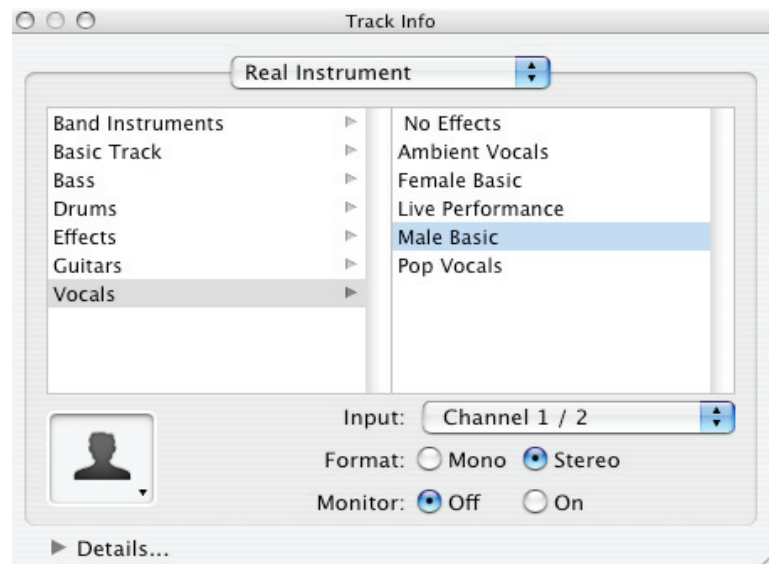 Track Info
Real Instrument
Band Instruments
Basic Track
Bass
Drums
Effects
Guitars
Vocals
No Effects
Ambient Vocals
Female Basic
Live Performance
Male Basic
Pop Vocals
Input: Channel 1 / 2
Format: Mono Stereo
Monitor: Off On
Details...